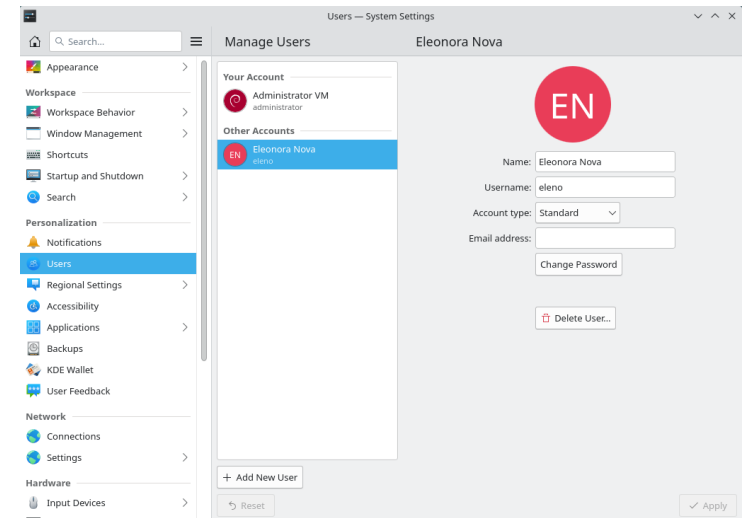 Users — System Settings
Search...
Manage Users
Eleonora Nova
Appearance
Workspace
Workspace Behavior
Window Management
Shortcuts
Startup and Shutdown
Search
Personalization
Notifications
Users
Regional Settings
Accessibility
Applications
Backups
KDE Wallet
User Feedback
Network
Connections
Settings
Hardware
Input Devices
Your Account
Administrator VM
administrator
Other Accounts
EN
Eleonora Nova
eleno
Add New User
Reset
EN
Name: Eleonora Nova
Username: eleno
Account type: Standard
Email address:
Change Password
Delete User...
Apply